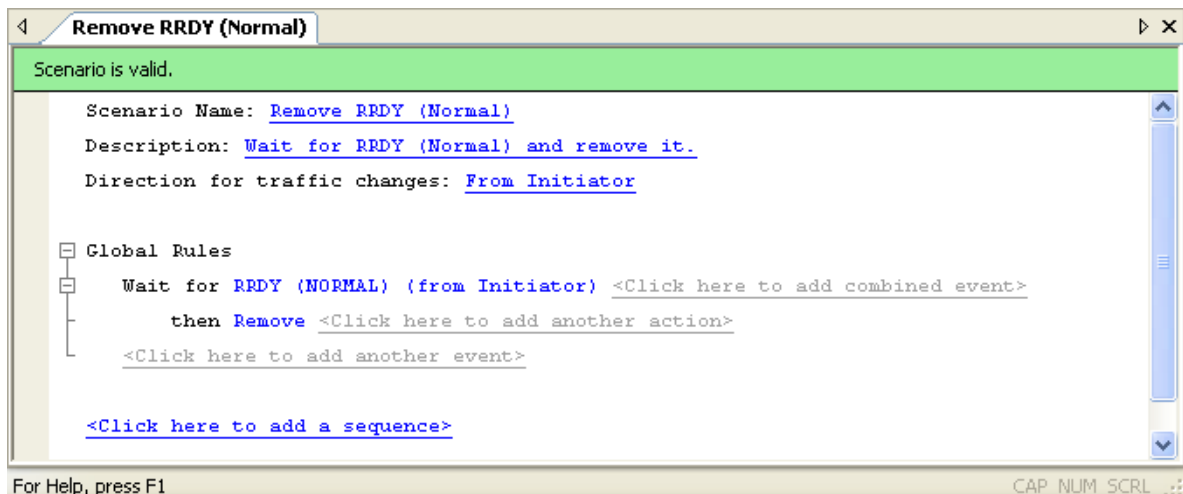 Remove RRDY (Normal)
Scenario is valid.
Scenario Name: Remove RRDY (Normal)
Description: Wait for RRDY (Normal) and remove it.
Direction for traffic changes: From Initiator
Global Rules
Wait for RRDY (NORMAL) (from Initiator) <Click here to add combined event>
then Remove <Click here to add another action>
<Click here to add another event>
<Click here to add a sequence>
For Help, press F1 CAP NUM SCRL